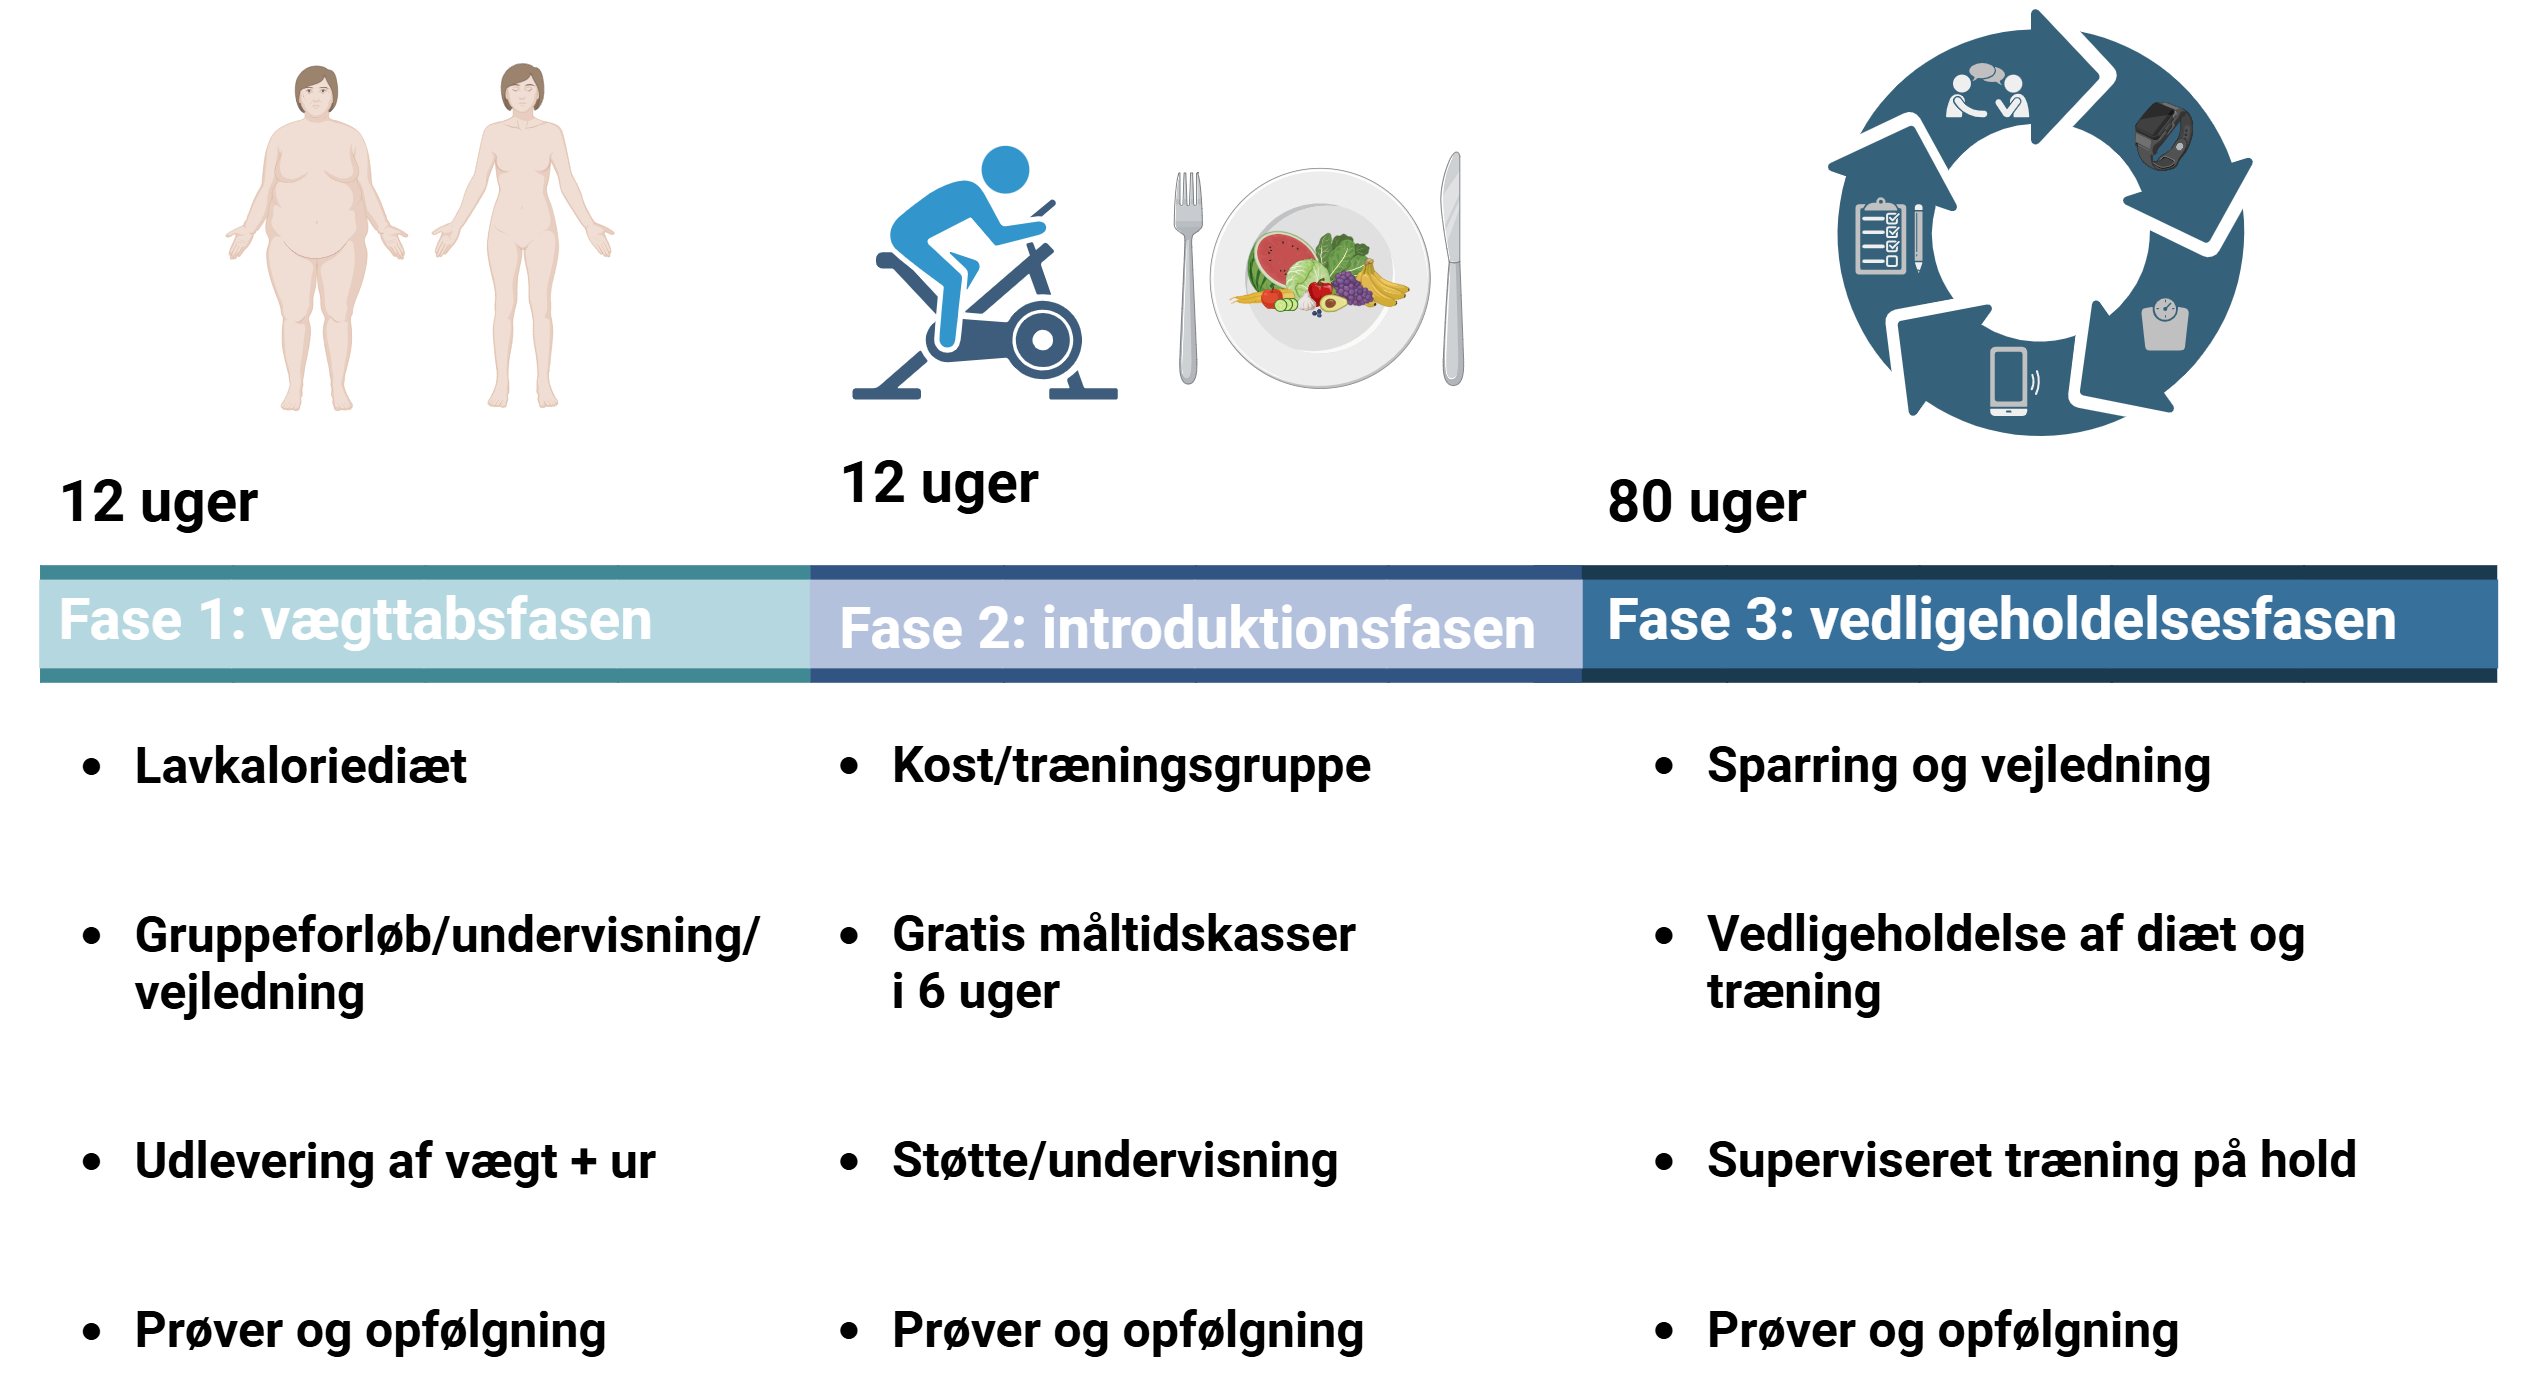 12 uger
Fase 1: vægttabsfasen
• Lavkaloriediæt
• Gruppeforløb/undervisning/
vejledning
• Udlevering af vægt + ur
• Prøver og opfølgning
12 uger
Fase 2: introduktionsfasen
• Kost/træningsgruppe
• Gratis måltidskasser
i 6 uger
• Støtte/undervisning
• Prøver og opfølgning
80 uger
Fase 3: vedligeholdelsesfasen
• Sparring og vejledning
• Vedligeholdelse af diæt og
træning
• Superviseret træning på hold
• Prøver og opfølgning